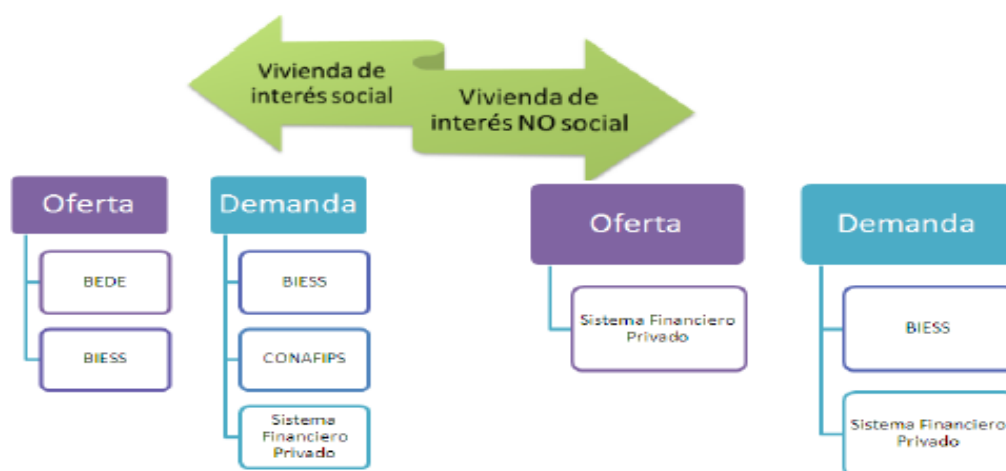 Vivienda de
interés social
Vivienda de
interés NO social
Oferta
BEDE
BIESS
Demanda
BIESS
CONAFIPS
Sistema
Financiero
Privado
Oferta
Sistema Financiero
Privado
Demanda
BIESS
Sistema Financiero
Privado